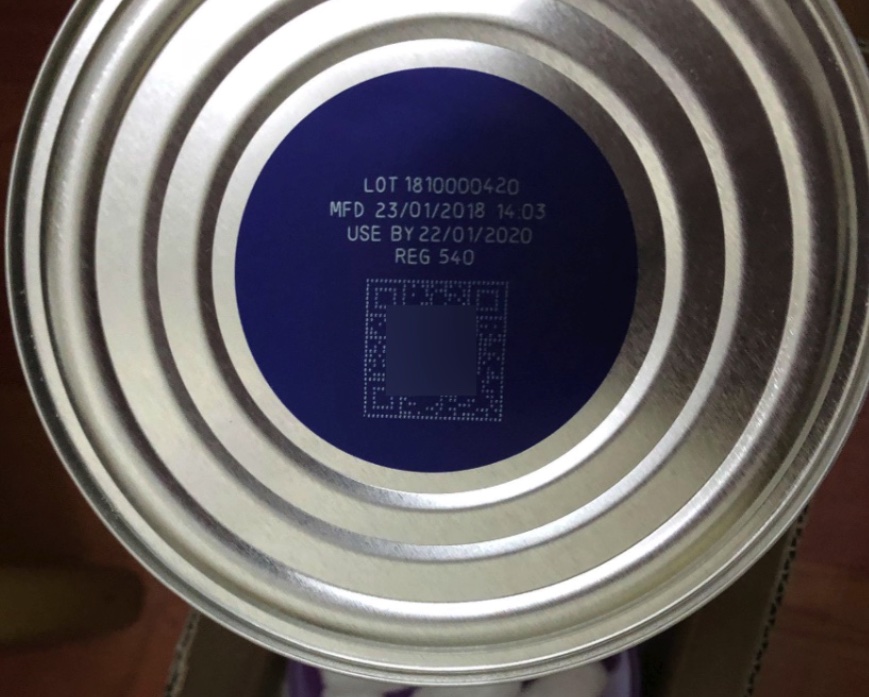 LOT 1810000420
MFD 23/01/2018 14:03
USE BY 22/01/2020
REG 540